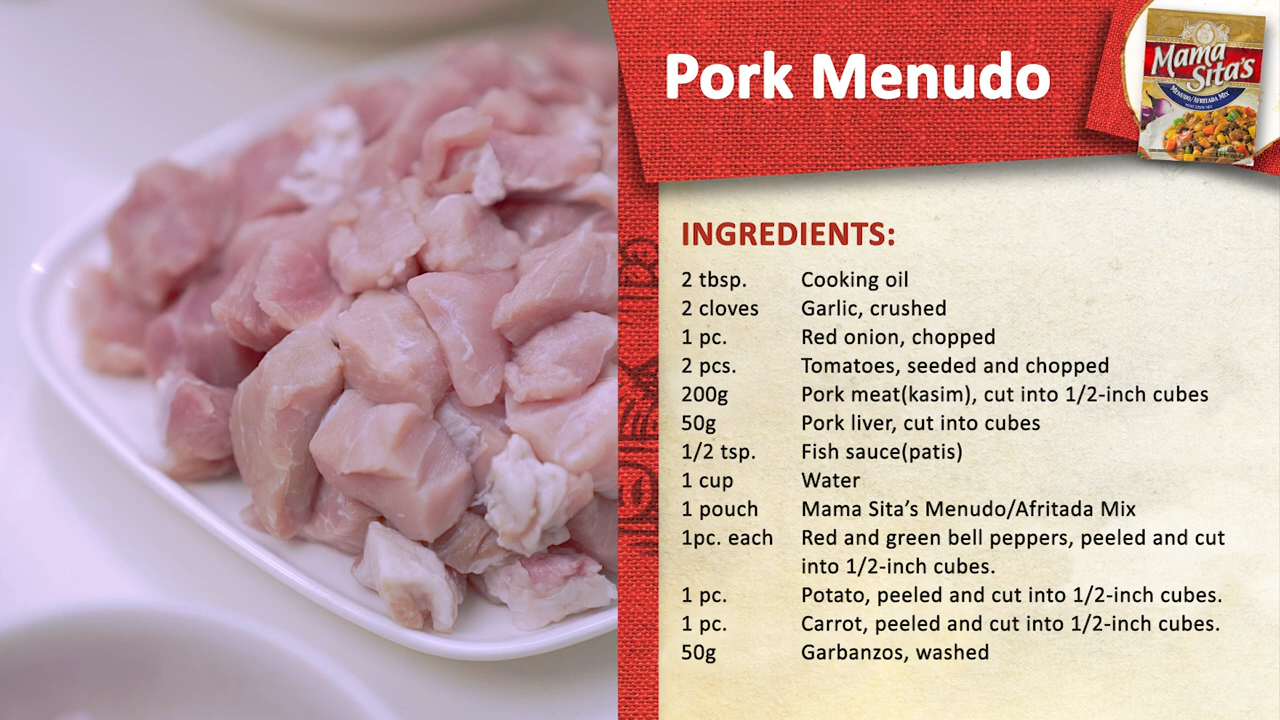 Pork Menudo
Mama
Sita's
MENUDO/AFRITADA MIX
INGREDIENTS:
2 tbsp. Cooking oil
2 cloves Garlic, crushed
1 pc. Red onion, chopped
2 pcs. Tomatoes, seeded and chopped
200g Pork meat(kasim), cut into 1/2-inch cubes
50g Pork liver, cut into cubes
1/2 tsp. Fish sauce(patis)
1 cup Water
1 pouch Mama Sita’s Menudo/Afritada Mix
1pc. each Red and green bell peppers, peeled and cut
into 1/2-inch cubes.
1 pc. Potato, peeled and cut into 1/2-inch cubes.
1 pc. Carrot, peeled and cut into 1/2-inch cubes.
50g Garbanzos, washed